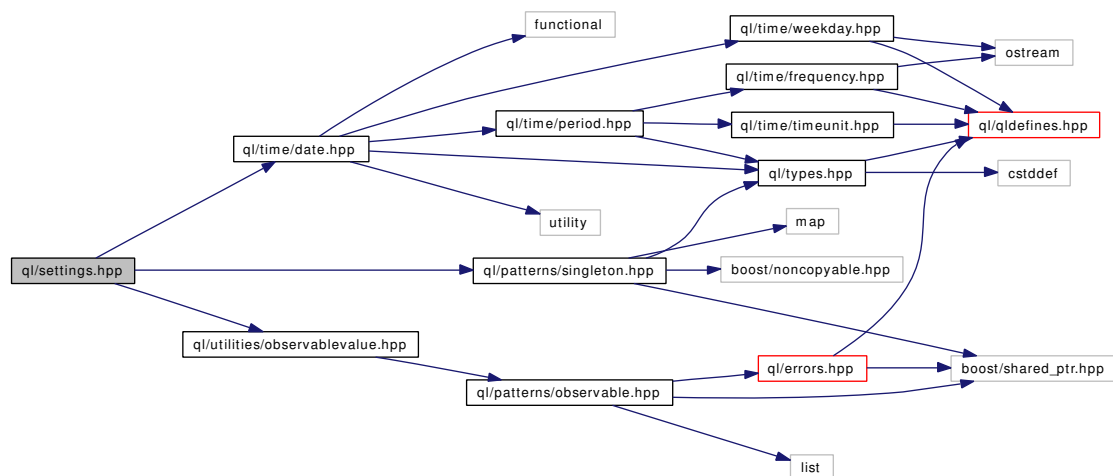 functional
ql/time/weekday.hpp
ostream
ql/time/frequency.hpp
ql/time/period.hpp
ql/time/timeunit.hpp
ql/qldefines.hpp
ql/time/date.hpp
ql/types.hpp
cstddef
utility
map
ql/settings.hpp
ql/patterns/singleton.hpp
boost/noncopyable.hpp
ql/utilities/observablevalue.hpp
ql/errors.hpp
boost/shared_ptr.hpp
ql/patterns/observable.hpp
list